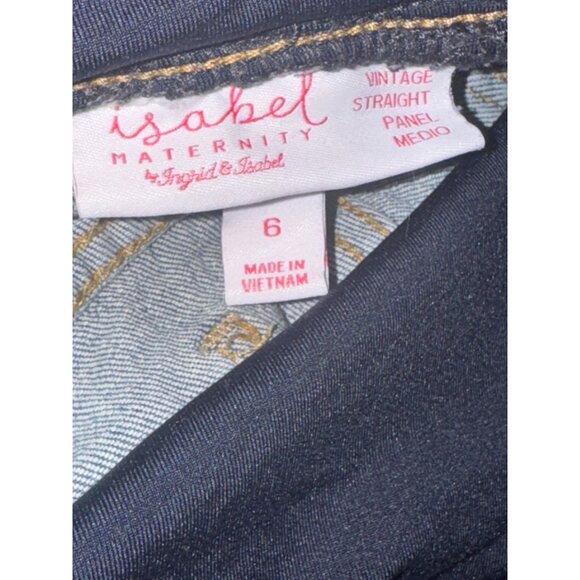 isabel
MATERNITY
by Ingrid & Isabel
VINTAGE
STRAIGHT
PANEL
MEDIO
6
MADE IN
VIETNAM